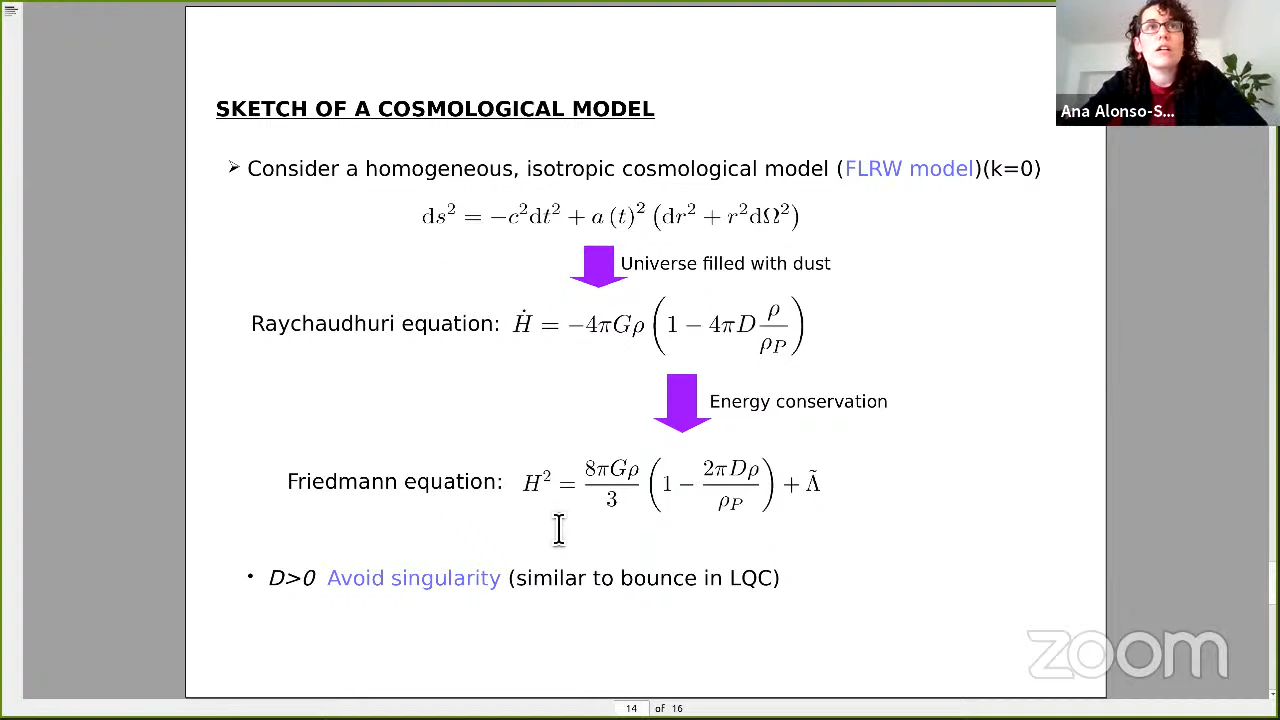 Ana Alonso-S...
SKETCH OF A COSMOLOGICAL MODEL
➢ Consider a homogeneous, isotropic cosmological model (FLRW model)(k=0)
ds² = −c²dt² + a (t)² (dr² + r²dΩ²)
Universe filled with dust
Raychaudhuri equation: Ḣ = −4πGρ (1 − 4πD ρ/ρ_P)
Energy conservation
Friedmann equation: H² = 8πGρ/3 (1 − 2πDρ/ρ_P) + Λ̃
• D>0 Avoid singularity (similar to bounce in LQC)
zoom
14 of 16